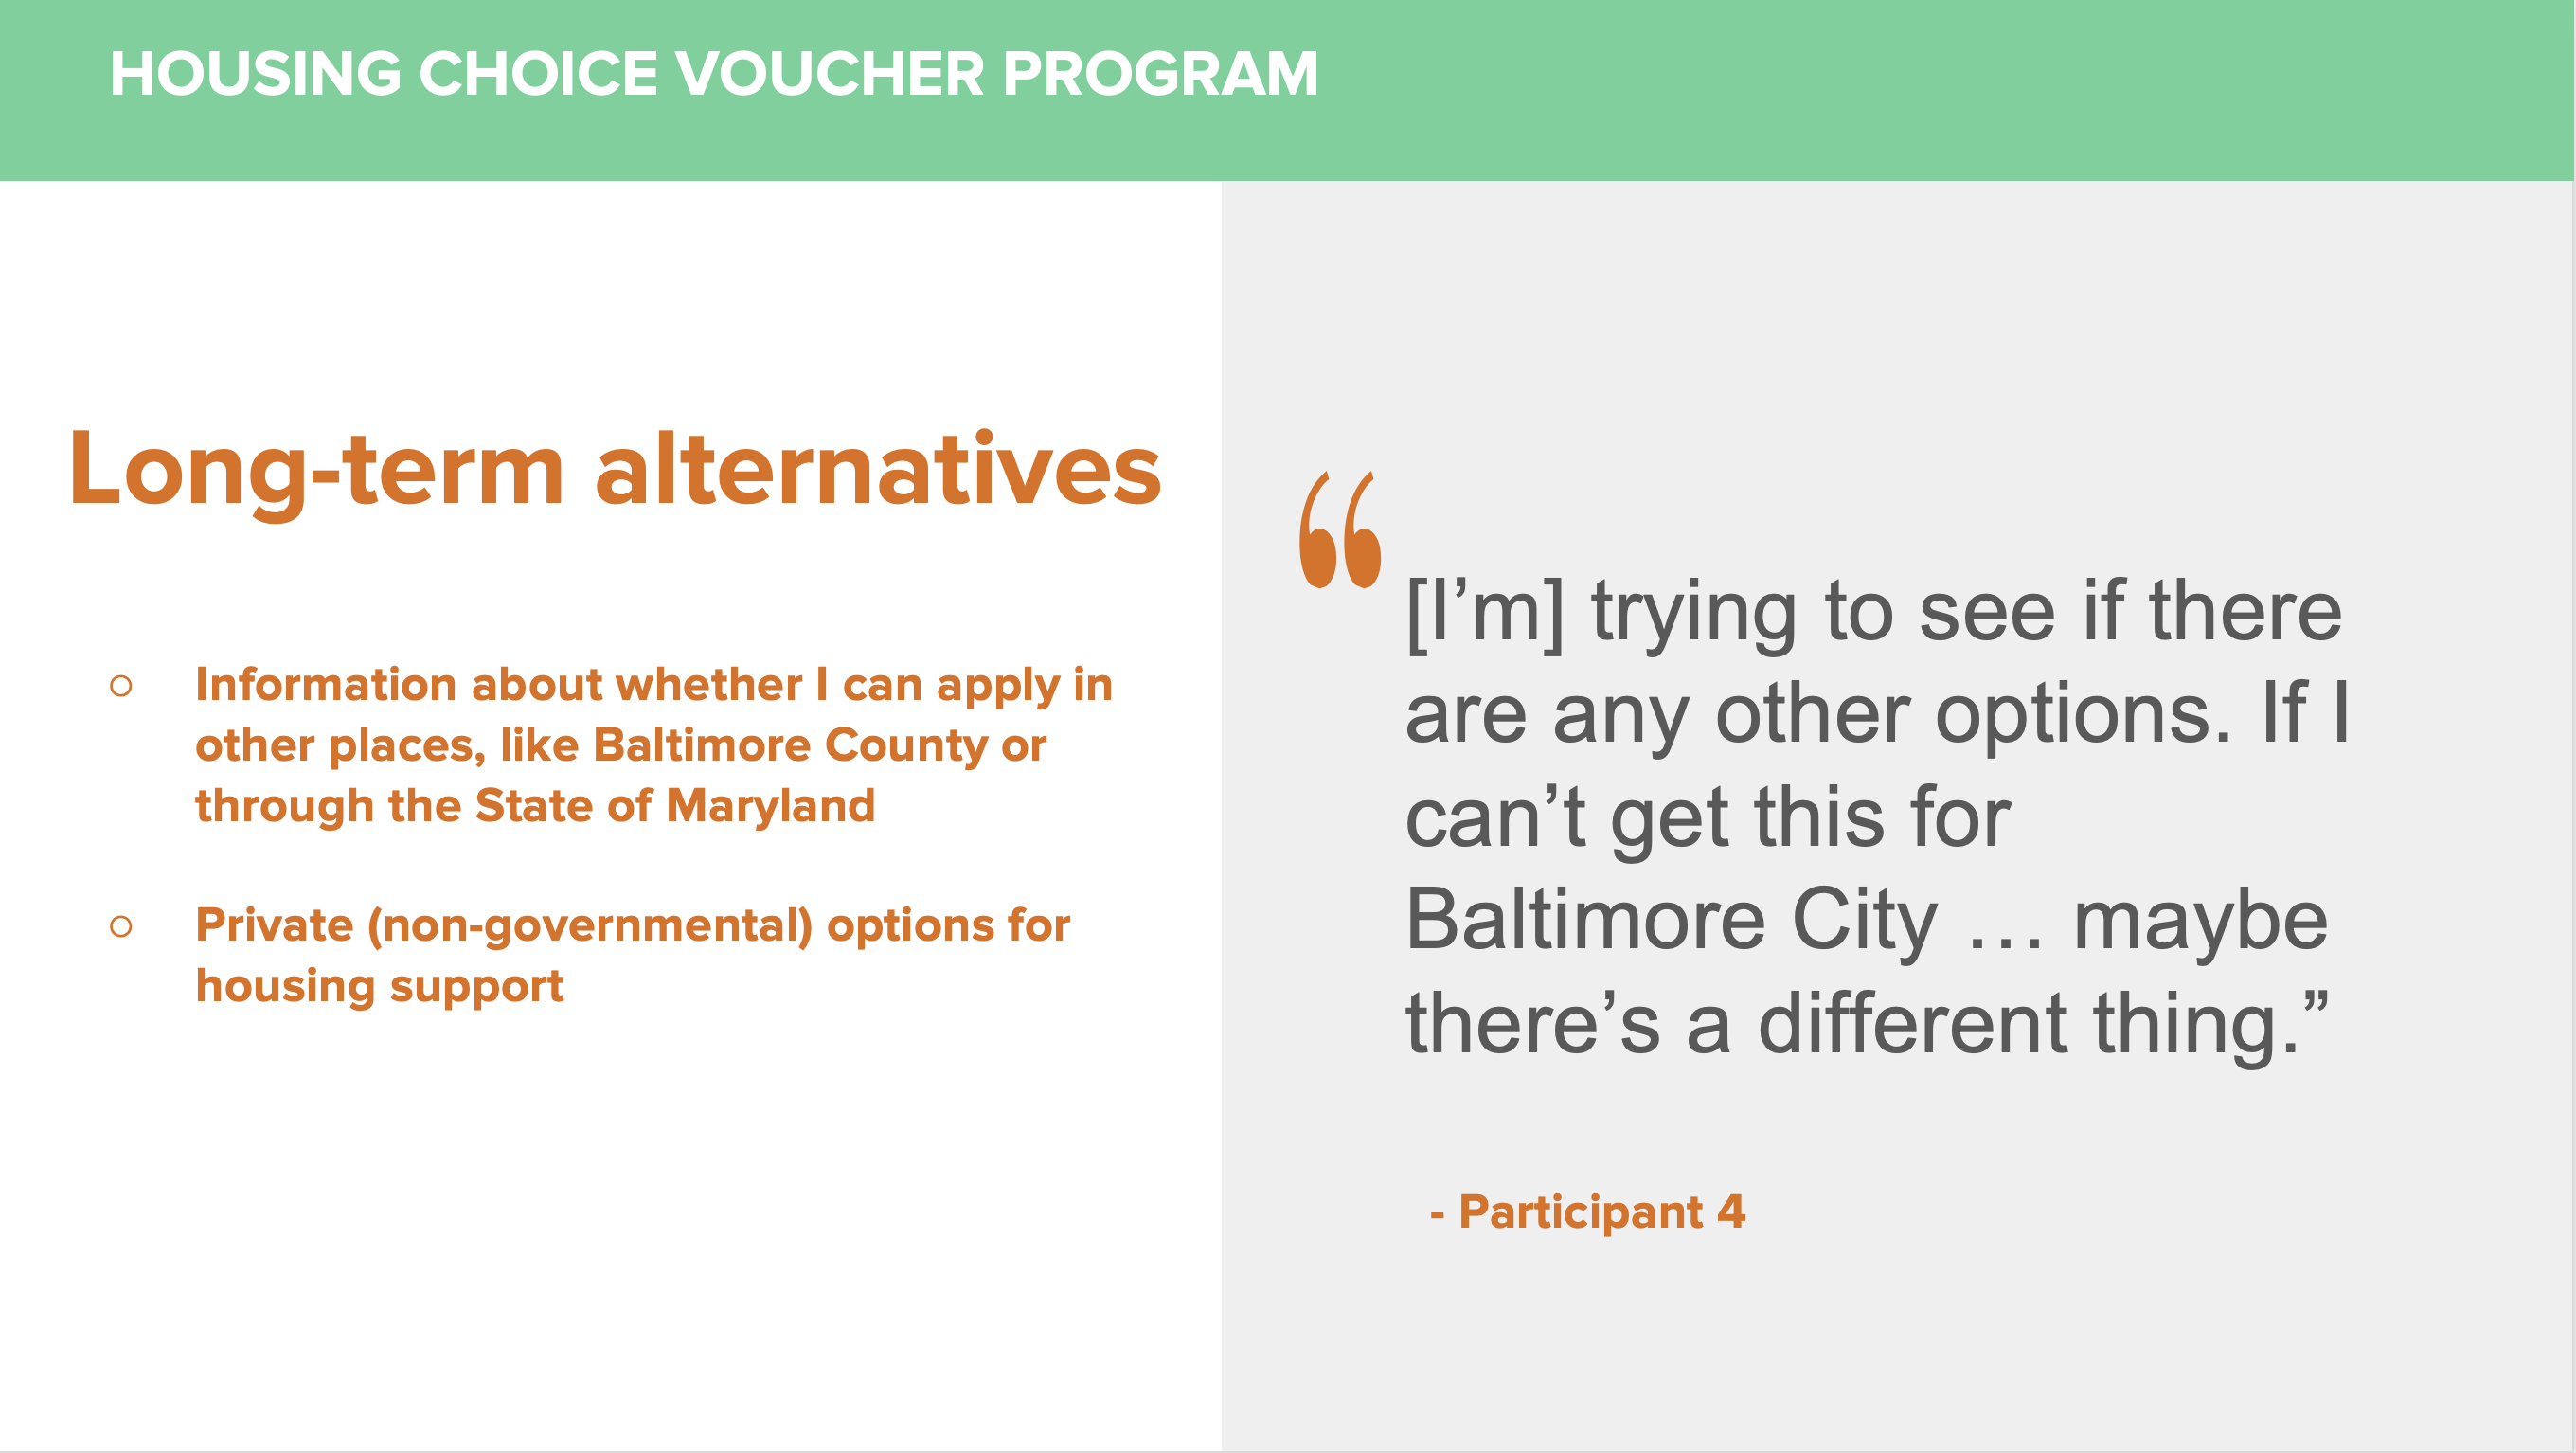 HOUSING CHOICE VOUCHER PROGRAM
Long-term alternatives
○ Information about whether I can apply in
other places, like Baltimore County or
through the State of Maryland
○ Private (non-governmental) options for
housing support
“
[I’m] trying to see if there
are any other options. If I
can’t get this for
Baltimore City … maybe
there’s a different thing.”
- Participant 4